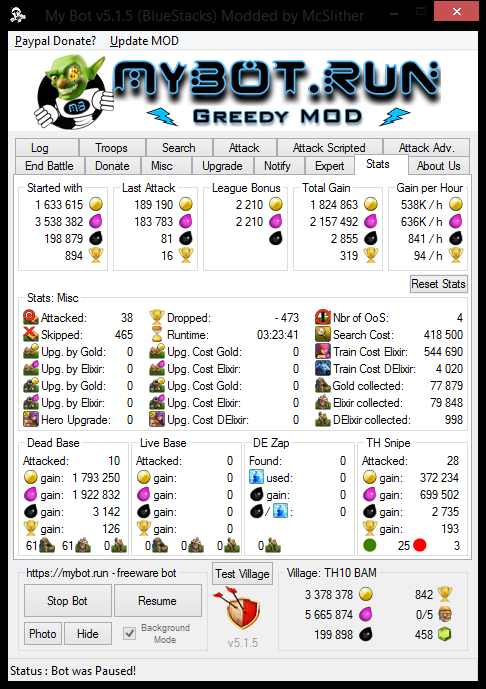 My Bot v5.1.5 (BlueStacks) Modded by McSlither
Paypal Donate? Update MOD
MB
MYBOT.RUN
GREEDY MOD
Log Troops Search Attack Attack Scripted Attack Adv.
End Battle Donate Misc Upgrade Notify Expert Stats About Us
Started with Last Attack League Bonus Total Gain Gain per Hour
1 633 615 189 190 2 210 1 824 863 538K / h
3 538 382 183 783 2 210 2 157 492 636K / h
198 879 81 2 855 841 / h
894 16 319 94 / h
Reset Stats
Stats: Misc
Attacked: 38 Dropped: - 473 Nbr of OoS: 4
Skipped: 465 Runtime: 03:23:41 Search Cost: 418 500
Upg. by Gold: 0 Upg. Cost Gold: 0 Train Cost Elixir: 544 690
Upg. by Elixir: 0 Upg. Cost Elixir: 0 Train Cost DElixir: 4 020
Upg. by Gold: 0 Upg. Cost Gold: 0 Gold collected: 77 879
Upg. by Elixir: 0 Upg. Cost Elixir: 0 Elixir collected: 79 848
Hero Upgrade: 0 Upg. Cost DElixir: 0 DElixir collected: 998
Dead Base Live Base DE Zap TH Snipe
Attacked: 10 Attacked: 0 Found: 0 Attacked: 28
gain: 1 793 250 gain: 0 used: 0 gain: 372 234
gain: 1 922 832 gain: 0 gain: 0 gain: 699 502
gain: 3 142 gain: 0 / : 0 gain: 2 735
gain: 126 gain: 0 gain: 193
61 61 0 0 0 0 0 25 3
https://mybot.run - freeware bot Test Village Village: TH10 BAM
Stop Bot Resume 3 378 378 842
5 665 874 0/5
Photo Hide Background Mode v5.1.5 199 898 458
Status : Bot was Paused!